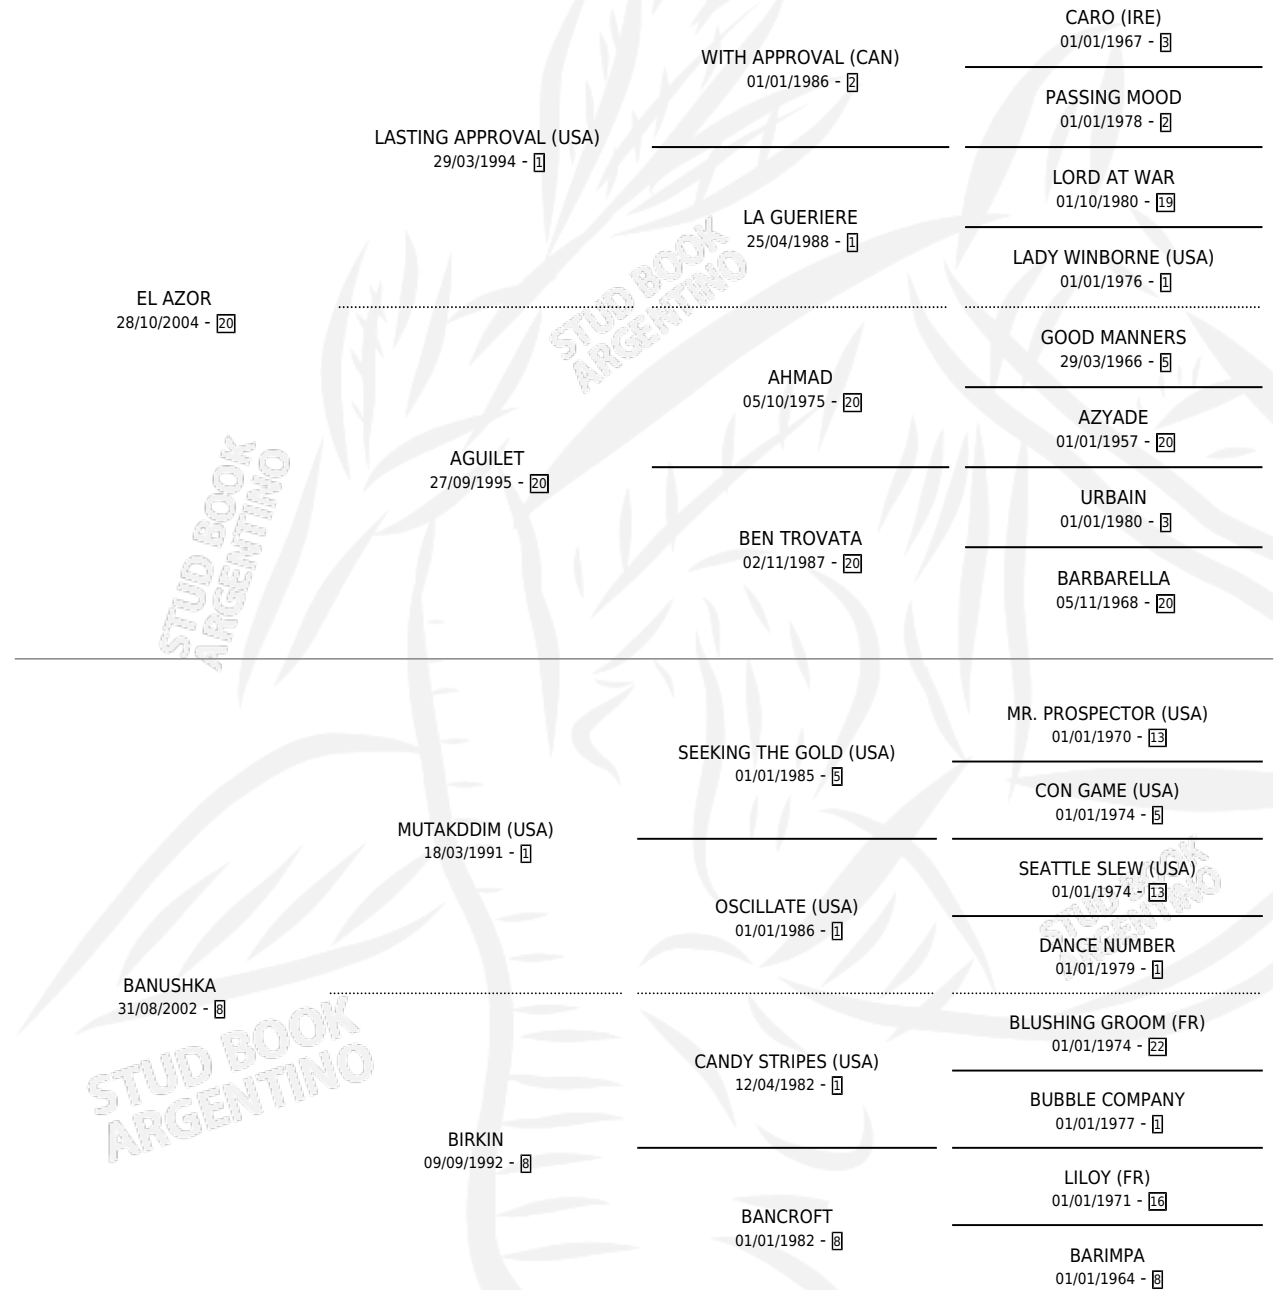 CARO (IRE)
01/01/1967 - 3
WITH APPROVAL (CAN)
01/01/1986 - 2
PASSING MOOD
01/01/1978 - 2
LASTING APPROVAL (USA)
29/03/1994 - 1
LORD AT WAR
01/10/1980 - 19
LA GUERIERE
25/04/1988 - 1
LADY WINBORNE (USA)
01/01/1976 - 1
EL AZOR
28/10/2004 - 20
STUD BOOK
ARGENTINO
GOOD MANNERS
29/03/1966 - 5
AHMAD
05/10/1975 - 20
AZYADE
01/01/1957 - 20
AGUILET
27/09/1995 - 20
URBAIN
01/01/1980 - 3
BEN TROVATA
02/11/1987 - 20
BARBARELLA
05/11/1968 - 20
STUD BOOK
ARGENTINO
MR. PROSPECTOR (USA)
01/01/1970 - 13
SEEKING THE GOLD (USA)
01/01/1985 - 5
CON GAME (USA)
01/01/1974 - 5
MUTAKDDIM (USA)
18/03/1991 - 1
SEATTLE SLEW (USA)
01/01/1974 - 13
STUD BOOK
ARGENTINO
OSCILLATE (USA)
01/01/1986 - 1
DANCE NUMBER
01/01/1979 - 1
BANUSHKA
31/08/2002 - 8
STUD BOOK
ARGENTINO
BLUSHING GROOM (FR)
01/01/1974 - 22
CANDY STRIPES (USA)
12/04/1982 - 1
BUBBLE COMPANY
01/01/1977 - 1
BIRKIN
09/09/1992 - 8
LILOY (FR)
01/01/1971 - 16
BANCROFT
01/01/1982 - 8
BARIMPA
01/01/1964 - 8